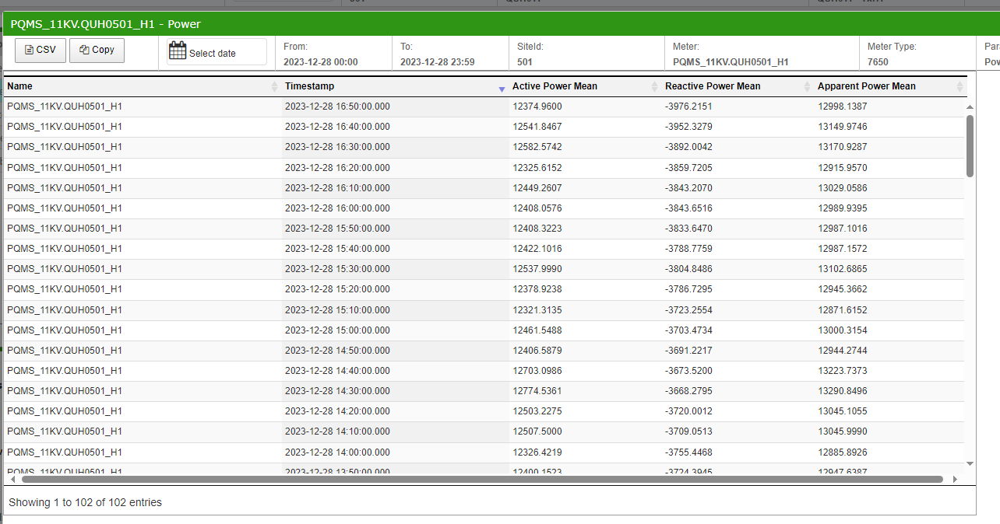 PQMS_11KV.QUH0501_H1 - Power
CSV Copy Select date
From: To: SiteId: Meter: Meter Type:
2023-12-28 00:00 2023-12-28 23:59 501 PQMS_11KV.QUH0501_H1 7650
Name Timestamp Active Power Mean Reactive Power Mean Apparent Power Mean
PQMS_11KV.QUH0501_H1 2023-12-28 16:50:00.000 12374.9600 -3976.2151 12998.1387
PQMS_11KV.QUH0501_H1 2023-12-28 16:40:00.000 12541.8467 -3952.3279 13149.9746
PQMS_11KV.QUH0501_H1 2023-12-28 16:30:00.000 12582.5742 -3892.0042 13170.9287
PQMS_11KV.QUH0501_H1 2023-12-28 16:20:00.000 12325.6152 -3859.7205 12915.9570
PQMS_11KV.QUH0501_H1 2023-12-28 16:10:00.000 12449.2607 -3843.2070 13029.0586
PQMS_11KV.QUH0501_H1 2023-12-28 16:00:00.000 12408.0576 -3843.6516 12989.9395
PQMS_11KV.QUH0501_H1 2023-12-28 15:50:00.000 12408.3223 -3833.6470 12987.1016
PQMS_11KV.QUH0501_H1 2023-12-28 15:40:00.000 12422.1016 -3788.7759 12987.1572
PQMS_11KV.QUH0501_H1 2023-12-28 15:30:00.000 12537.9990 -3804.8486 13102.6865
PQMS_11KV.QUH0501_H1 2023-12-28 15:20:00.000 12378.9238 -3786.7295 12945.3662
PQMS_11KV.QUH0501_H1 2023-12-28 15:10:00.000 12321.3135 -3723.2554 12871.6152
PQMS_11KV.QUH0501_H1 2023-12-28 15:00:00.000 12461.5488 -3703.4734 13000.3154
PQMS_11KV.QUH0501_H1 2023-12-28 14:50:00.000 12406.5879 -3691.2217 12944.2744
PQMS_11KV.QUH0501_H1 2023-12-28 14:40:00.000 12703.0986 -3673.5200 13223.7373
PQMS_11KV.QUH0501_H1 2023-12-28 14:30:00.000 12774.5361 -3668.2795 13290.8496
PQMS_11KV.QUH0501_H1 2023-12-28 14:20:00.000 12503.2275 -3720.0012 13045.1055
PQMS_11KV.QUH0501_H1 2023-12-28 14:10:00.000 12507.5000 -3709.0513 13045.9990
PQMS_11KV.QUH0501_H1 2023-12-28 14:00:00.000 12326.4219 -3755.4468 12885.8926
PQMS_11KV.QUH0501_H1 2023-12-28 13:50:00.000 12400.1523 -3724.3945 12947.6387
Showing 1 to 102 of 102 entries